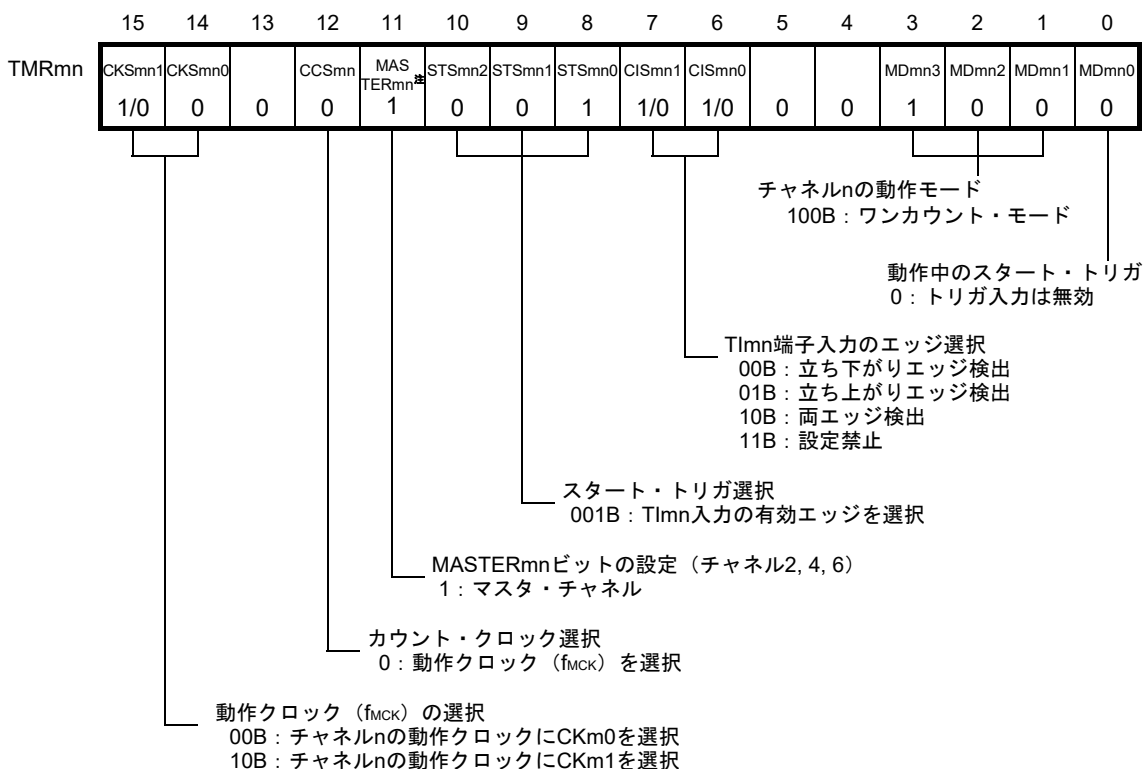 15 14 13 12 11 10 9 8 7 6 5 4 3 2 1 0
TMRmn CKSmn1 CKSmn0 CCSmn MAS TERmn注 STSmn2 STSmn1 STSmn0 CISmn1 CISmn0 MDmn3 MDmn2 MDmn1 MDmn0
1/0 0 0 0 1 0 0 1 1/0 1/0 0 0 1 0 0 0
チャネルnの動作モード
100B：ワンカウント・モード
動作中のスタート・トリガ
0：トリガ入力は無効
TImn端子入力のエッジ選択
00B：立ち下がりエッジ検出
01B：立ち上がりエッジ検出
10B：両エッジ検出
11B：設定禁止
スタート・トリガ選択
001B：TImn入力の有効エッジを選択
MASTERmnビットの設定（チャネル2, 4, 6）
1：マスタ・チャネル
カウント・クロック選択
0：動作クロック（fMCK）を選択
動作クロック（fMCK）の選択
00B：チャネルnの動作クロックにCKm0を選択
10B：チャネルnの動作クロックにCKm1を選択